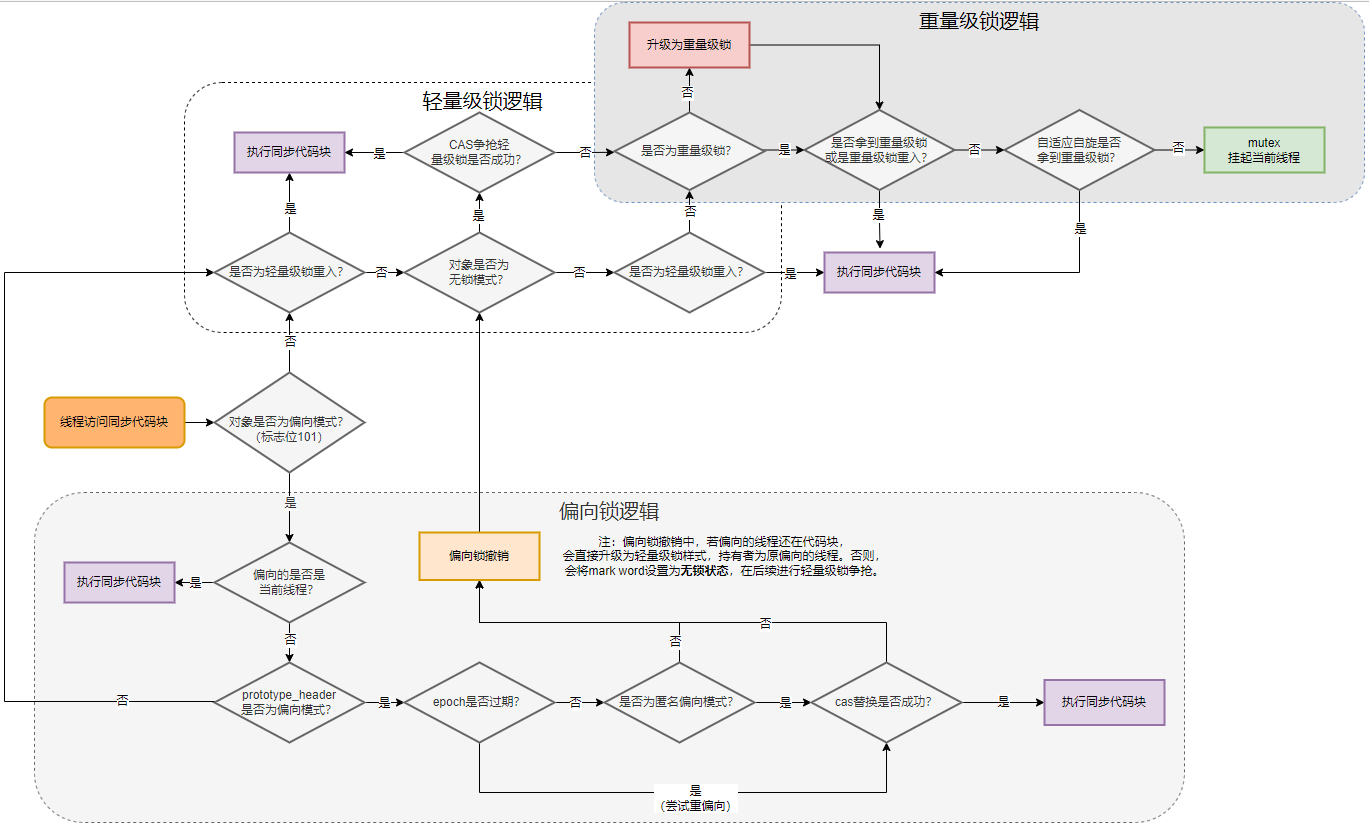 重量级锁逻辑
升级为重量级锁
否
轻量级锁逻辑
执行同步代码块
是
CAS争抢轻
量级锁是否成功?
否
是否为重量级锁?
是
是否拿到重量级锁
或是重量级锁重入?
否
自适应自旋是否
拿到重量级锁?
否
mutex
挂起当前线程
是
是
否
是
是
是否为轻量级锁重入?
否
对象是否为
无锁模式?
否
是否为轻量级锁重入?
是
执行同步代码块
否
线程访问同步代码块
对象是否为偏向模式?
（标志位101）
是
偏向锁逻辑
偏向锁撤销
注：偏向锁撤销中，若偏向的线程还在代码块，
会直接升级为轻量级锁样式，持有者为原偏向的线程。否则，
会将mark word设置为无锁状态，在后续进行轻量级锁争抢。
执行同步代码块
是
偏向的是否是
当前线程?
否
否
否
否
prototype_header
是否为偏向模式?
是
epoch是否过期?
否
是否为匿名偏向模式?
是
cas替换是否成功?
是
执行同步代码块
是
（尝试重偏向）